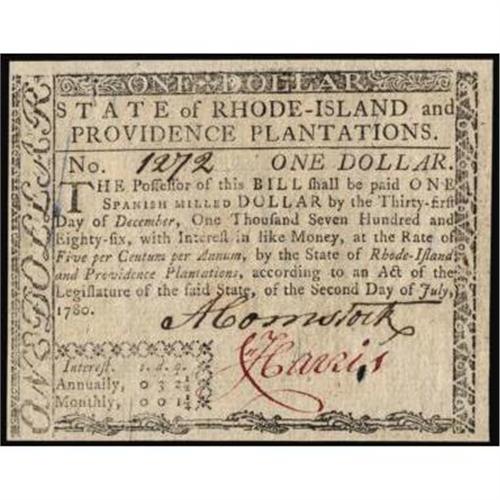 ONE DOLLAR.
ONE DOLLAR
STATE of RHODE-ISLAND and
PROVIDENCE PLANTATIONS.
No. 1272 ONE DOLLAR.
THE Poſſeſſor of this BILL ſhall be paid ONE
SPANISH MILLED DOLLAR by the Thirty-firſt
Day of December, One Thouſand Seven Hundred and
Eighty-ſix, with Intereſt in like Money, at the Rate of
Five per Centum per Annum, by the State of Rhode-Iſland
and Providence Plantations, according to an Act of the
Legiſlature of the ſaid State, of the Second Day of July,
1780.
A Comstock
Harris
Intereſt. s. d. q.
Annually, 0 3 2½
Monthly, 0 0 1¼